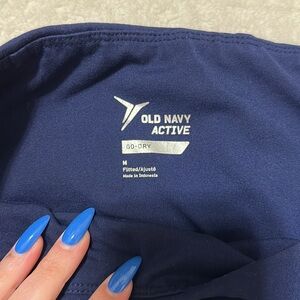 OLD NAVY
ACTIVE
GO-DRY
M
Fitted/Ajusté
Made in Indonesia